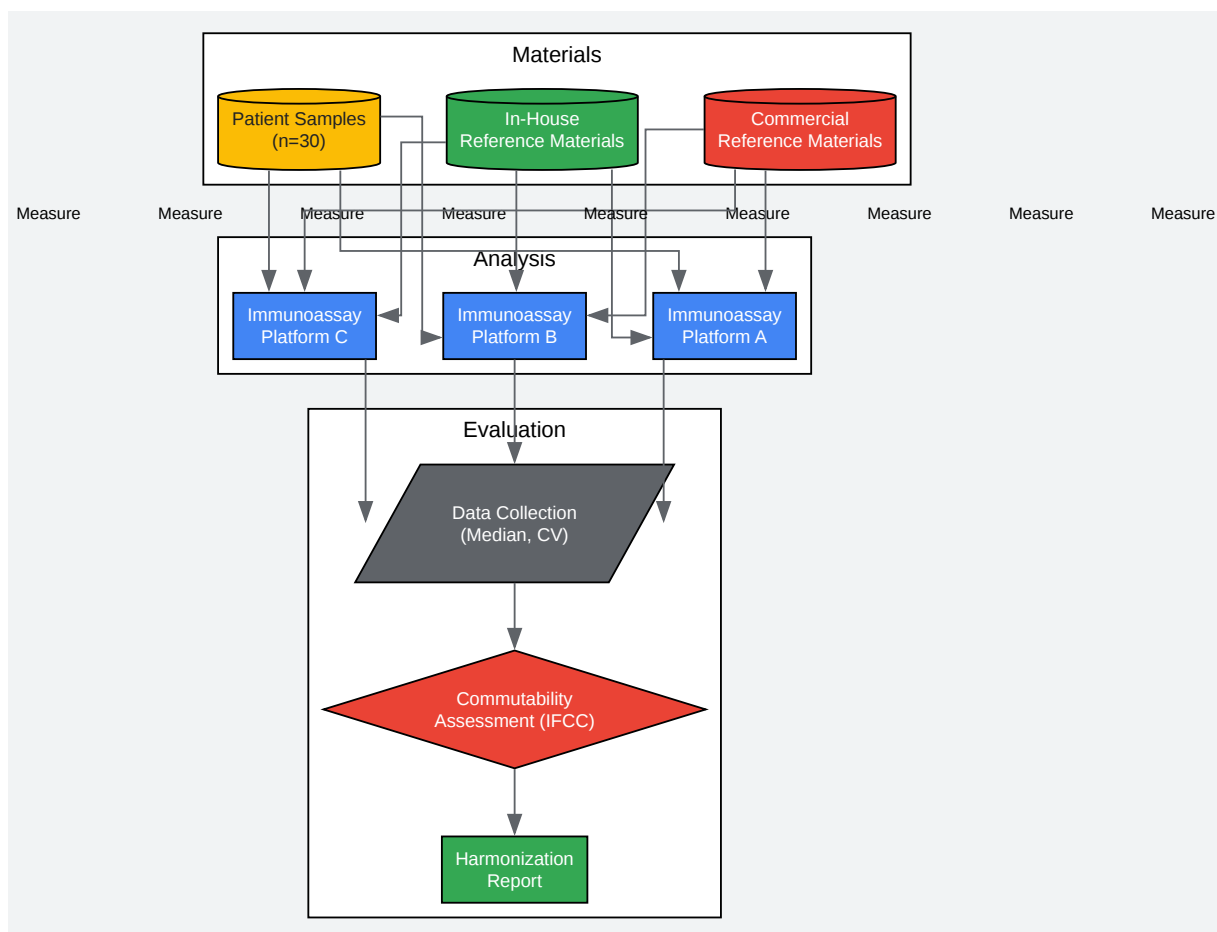 Materials
Patient Samples
(n=30)
In-House
Reference Materials
Commercial
Reference Materials
Measure
Measure
Measure
Measure
Measure
Measure
Measure
Measure
Measure
Analysis
Immunoassay
Platform C
Immunoassay
Platform B
Immunoassay
Platform A
Evaluation
Data Collection
(Median, CV)
Commutability
Assessment (IFCC)
Harmonization
Report